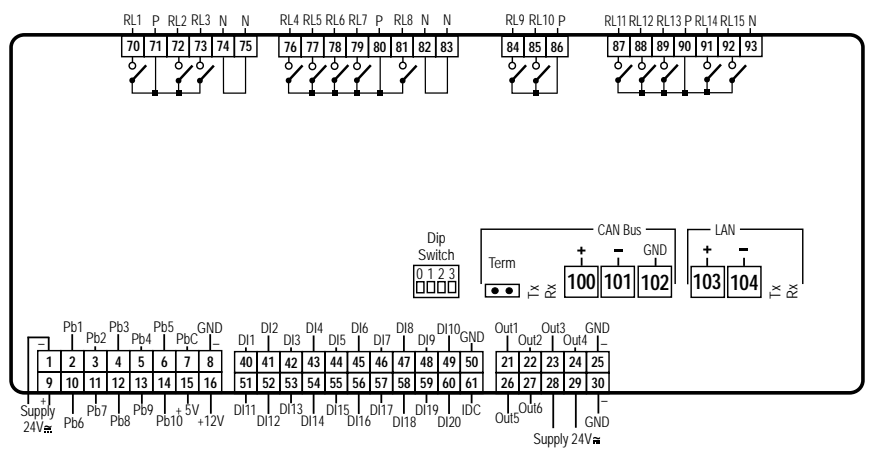 RL1 P RL2 RL3 N N RL4 RL5 RL6 RL7 P RL8 N N RL9 RL10 P RL11 RL12 RL13 P RL14 RL15 N
70 71 72 73 74 75 76 77 78 79 80 81 82 83 84 85 86 87 88 89 90 91 92 93
CAN Bus LAN
Dip
Switch
+ – GND + –
Term
0 1 2 3
100 101 102 103 104
Tx Rx Tx Rx
Pb1 Pb3 Pb5 GND DI2 DI4 DI6 DI8 DI10 Out1 Out3 GND
– Pb2 Pb4 PbC – DI1 DI3 DI5 DI7 DI9 GND Out2 Out4 –
1 2 3 4 5 6 7 8 40 41 42 43 44 45 46 47 48 49 50 21 22 23 24 25
9 10 11 12 13 14 15 16 51 52 53 54 55 56 57 58 59 60 61 26 27 28 29 30
+ –
Supply Pb7 Pb9 + 5V DI11 DI13 DI15 DI17 DI19 IDC Out5 Out6
24V Pb6 Pb8 Pb10 +12V DI12 DI14 DI16 DI18 DI20 GND
Supply 24V